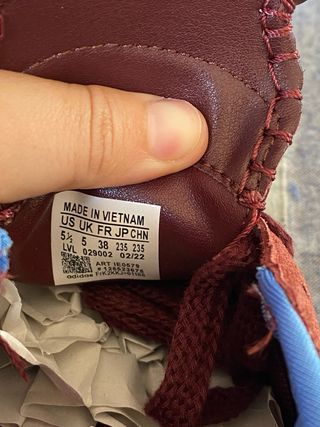 MADE IN VIETNAM
US UK FR JP CHN
5½ 5 38 235 235
LVL 029002 02/22
ART IE0579
adidas